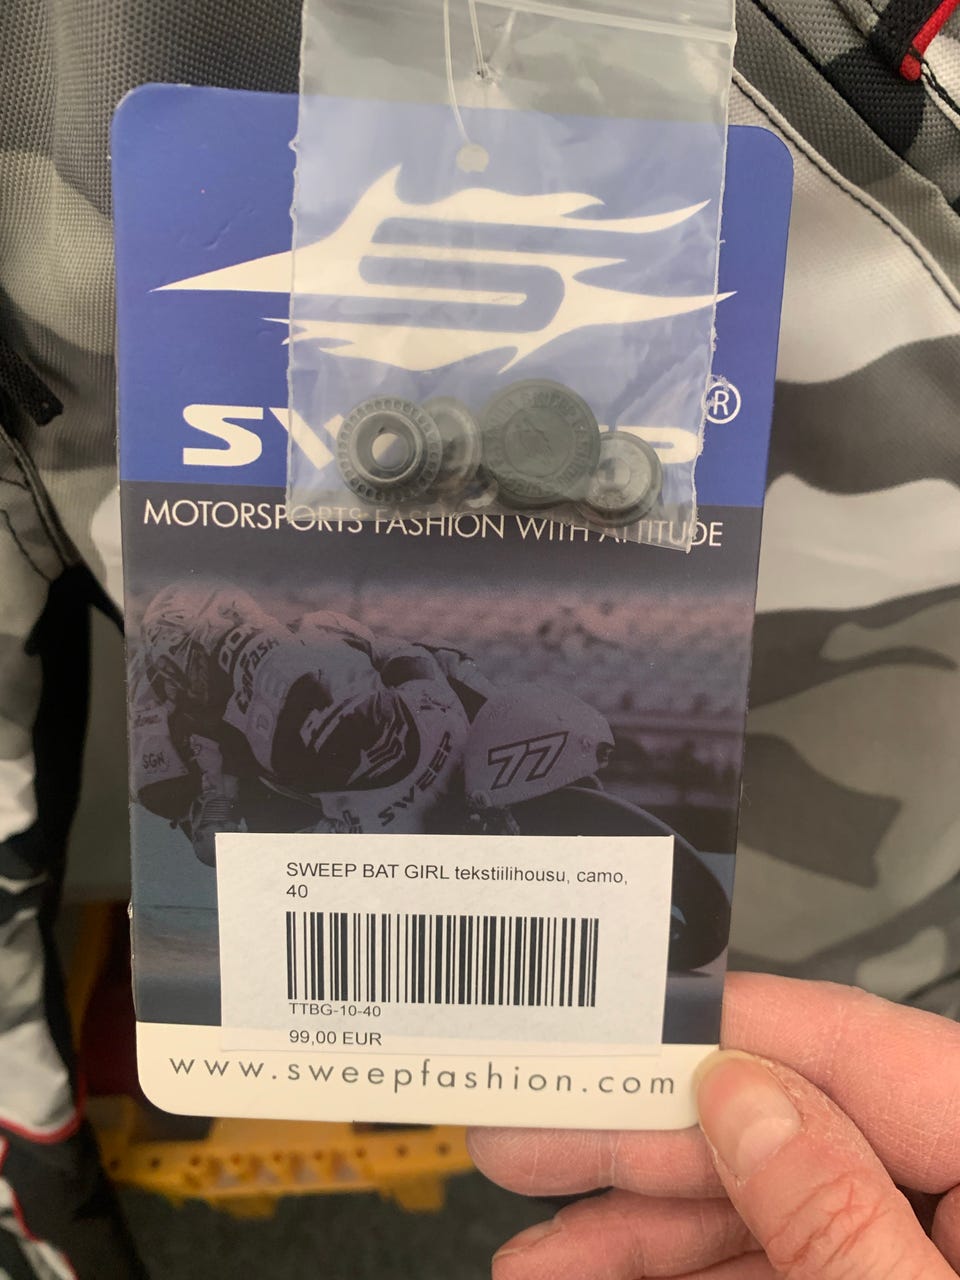 ®
MOTORSPORTS FASHION WITH ATTITUDE
SGN
SWEEP
77
SWEEP BAT GIRL tekstiilihousu, camo,
40
TTBG-10-40
99,00 EUR
www.sweepfashion.com